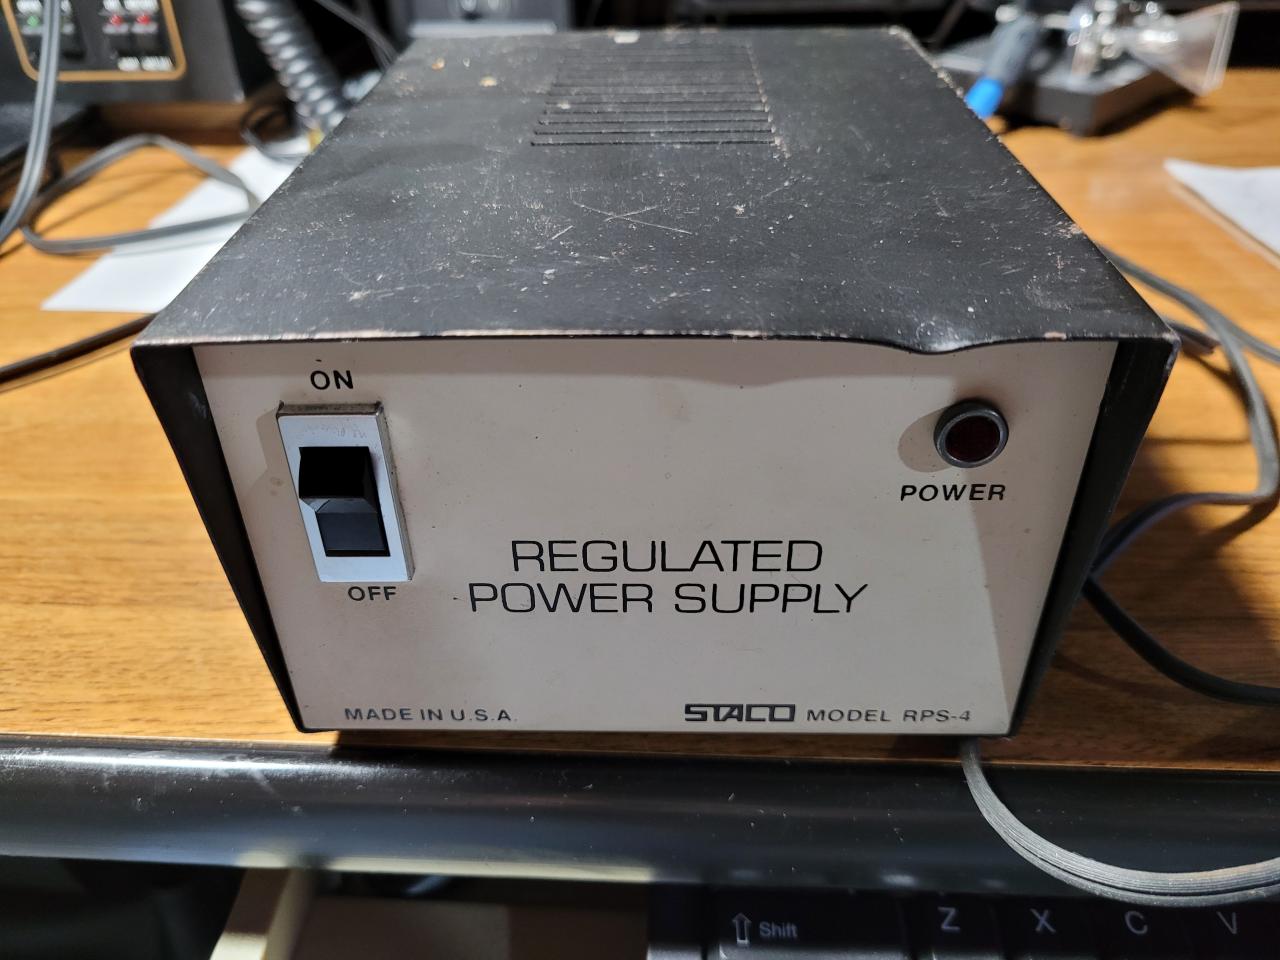 ON
POWER
REGULATED
POWER SUPPLY
OFF
MADE IN U.S.A.
STACO MODEL RPS-4
Shift
Z
X
C
V